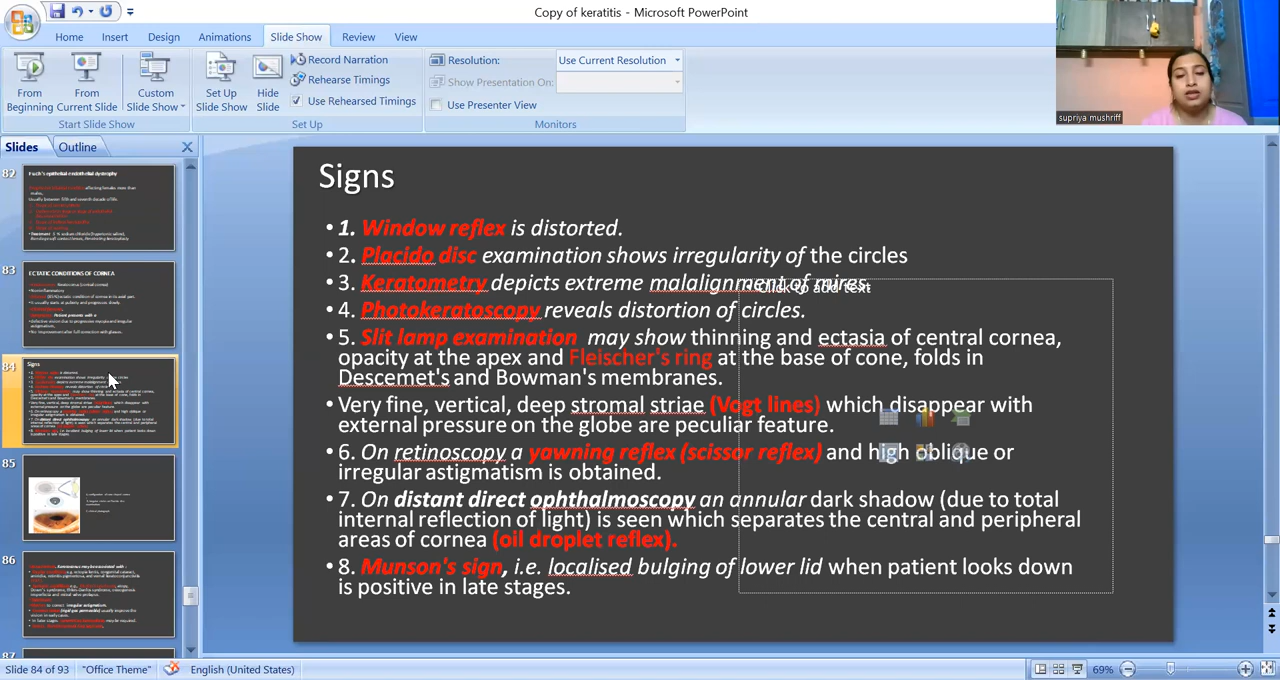 Copy of keratitis - Microsoft PowerPoint
Home Insert Design Animations Slide Show Review View
From Beginning
From Current Slide
Custom Slide Show
Start Slide Show
Set Up Slide Show
Hide Slide
Record Narration
Rehearse Timings
Use Rehearsed Timings
Set Up
Resolution: Use Current Resolution
Show Presentation On:
Use Presenter View
Monitors
supriya mushriff
Slides Outline
82
Fuch's epithelial endothelial dystrophy
83
ECTATIC CONDITIONS OF CORNEA
84
Signs
85
86
87
Signs
• 1. Window reflex is distorted.
• 2. Placido disc examination shows irregularity of the circles
• 3. Keratometry depicts extreme malalignment of mires.
• Click to add text
• 4. Photokeratoscopy reveals distortion of circles.
• 5. Slit lamp examination may show thinning and ectasia of central cornea,
opacity at the apex and Fleischer's ring at the base of cone, folds in
Descemet's and Bowman's membranes.
• Very fine, vertical, deep stromal striae (Vogt lines) which disappear with
external pressure on the globe are peculiar feature.
• 6. On retinoscopy a yawning reflex (scissor reflex) and high oblique or
irregular astigmatism is obtained.
• 7. On distant direct ophthalmoscopy an annular dark shadow (due to total
internal reflection of light) is seen which separates the central and peripheral
areas of cornea (oil droplet reflex).
• 8. Munson's sign, i.e. localised bulging of lower lid when patient looks down
is positive in late stages.
Slide 84 of 93 "Office Theme" English (United States) 69%